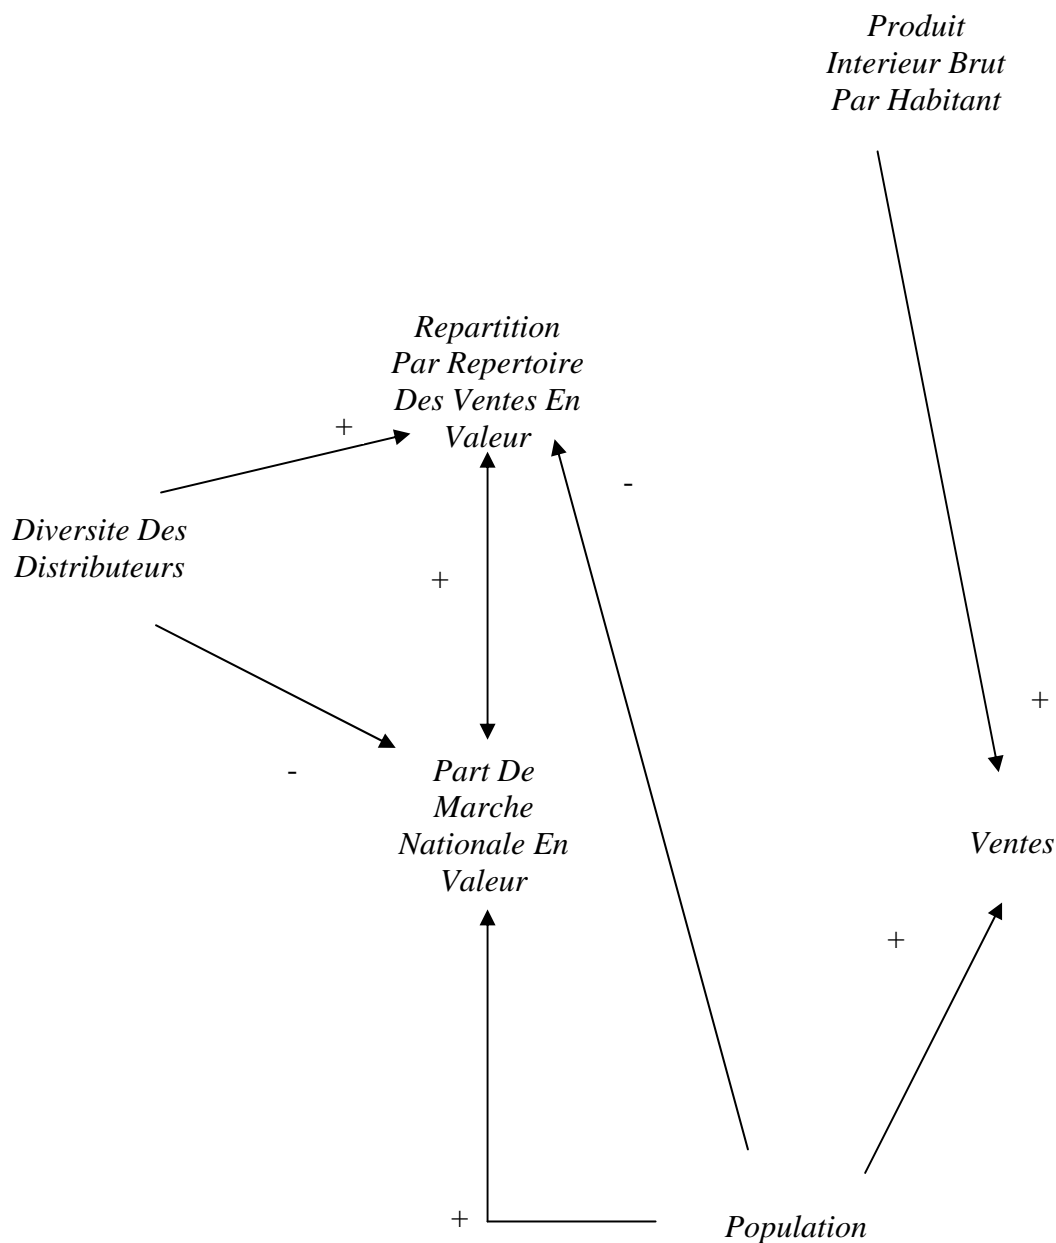 Produit
Interieur Brut
Par Habitant
Repartition
Par Repertoire
Des Ventes En
Valeur
+
-
Diversite Des
Distributeurs
+
+
-
Part De
Marche
Nationale En
Valeur
Ventes
+
+
Population